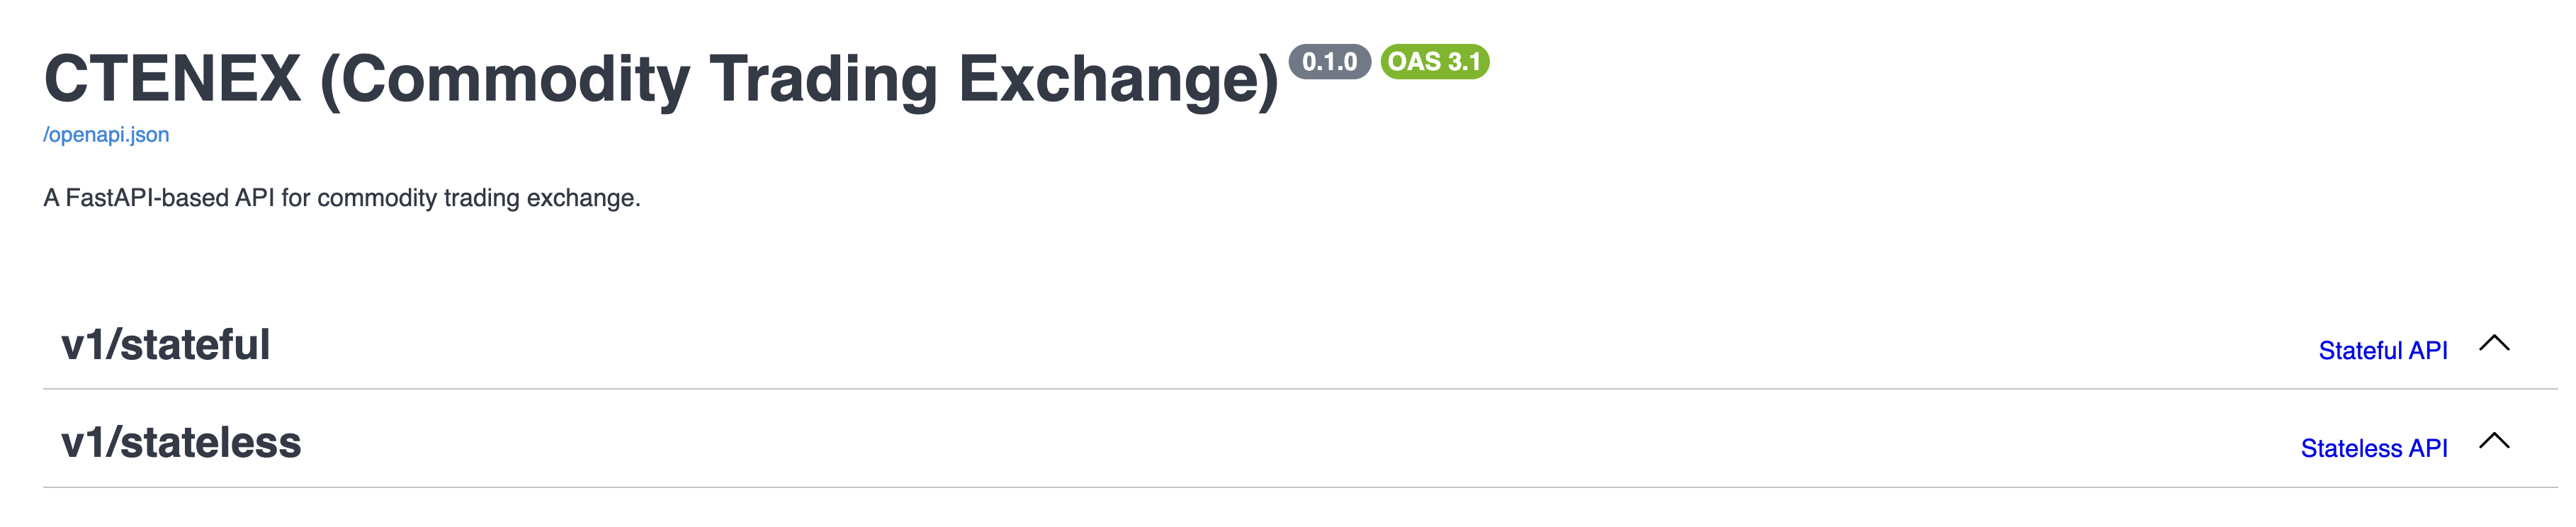 CTENEX (Commodity Trading Exchange) 0.1.0 OAS 3.1
/openapi.json
A FastAPI-based API for commodity trading exchange.
v1/stateful Stateful API
v1/stateless Stateless API